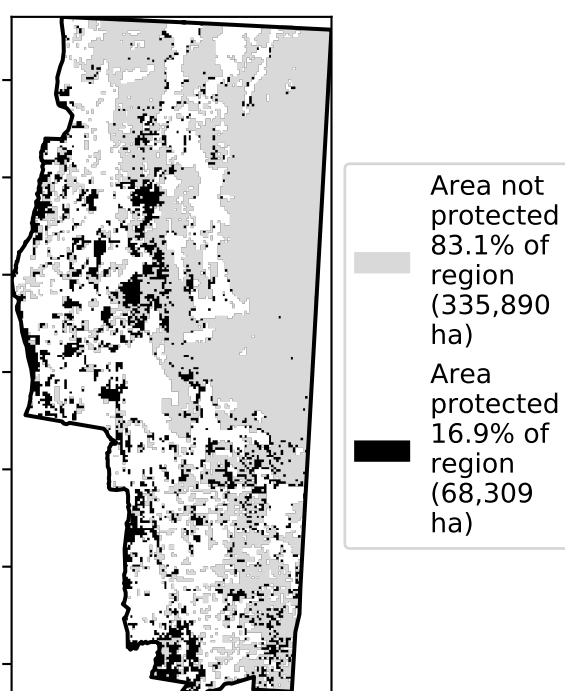 Area not
protected
83.1% of
region
(335,890
ha)
Area
protected
16.9% of
region
(68,309
ha)